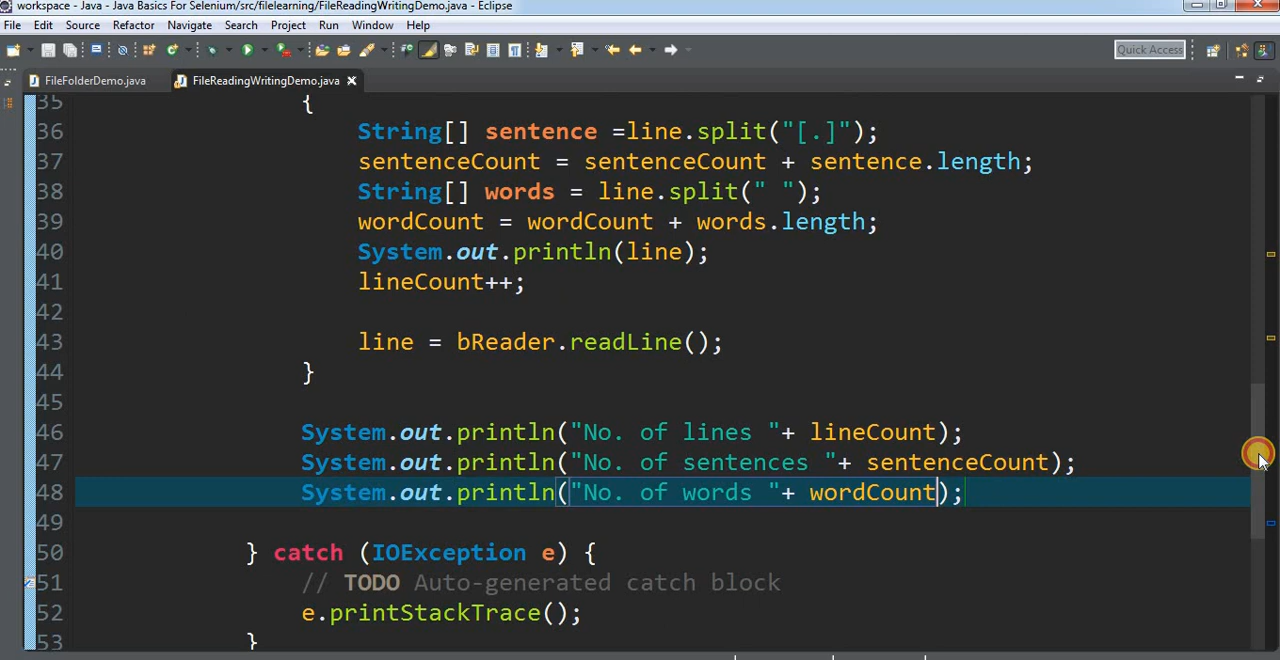 workspace - Java - Java Basics For Selenium/src/filelearning/FileReadingWritingDemo.java - Eclipse
File Edit Source Refactor Navigate Search Project Run Window Help
Quick Access
FileFolderDemo.java FileReadingWritingDemo.java
35 {
36 String[] sentence =line.split("[.]");
37 sentenceCount = sentenceCount + sentence.length;
38 String[] words = line.split(" ");
39 wordCount = wordCount + words.length;
40 System.out.println(line);
41 lineCount++;
42
43 line = bReader.readLine();
44 }
45
46 System.out.println("No. of lines "+ lineCount);
47 System.out.println("No. of sentences "+ sentenceCount);
48 System.out.println("No. of words "+ wordCount);
49
50 } catch (IOException e) {
51 // TODO Auto-generated catch block
52 e.printStackTrace();
53 }